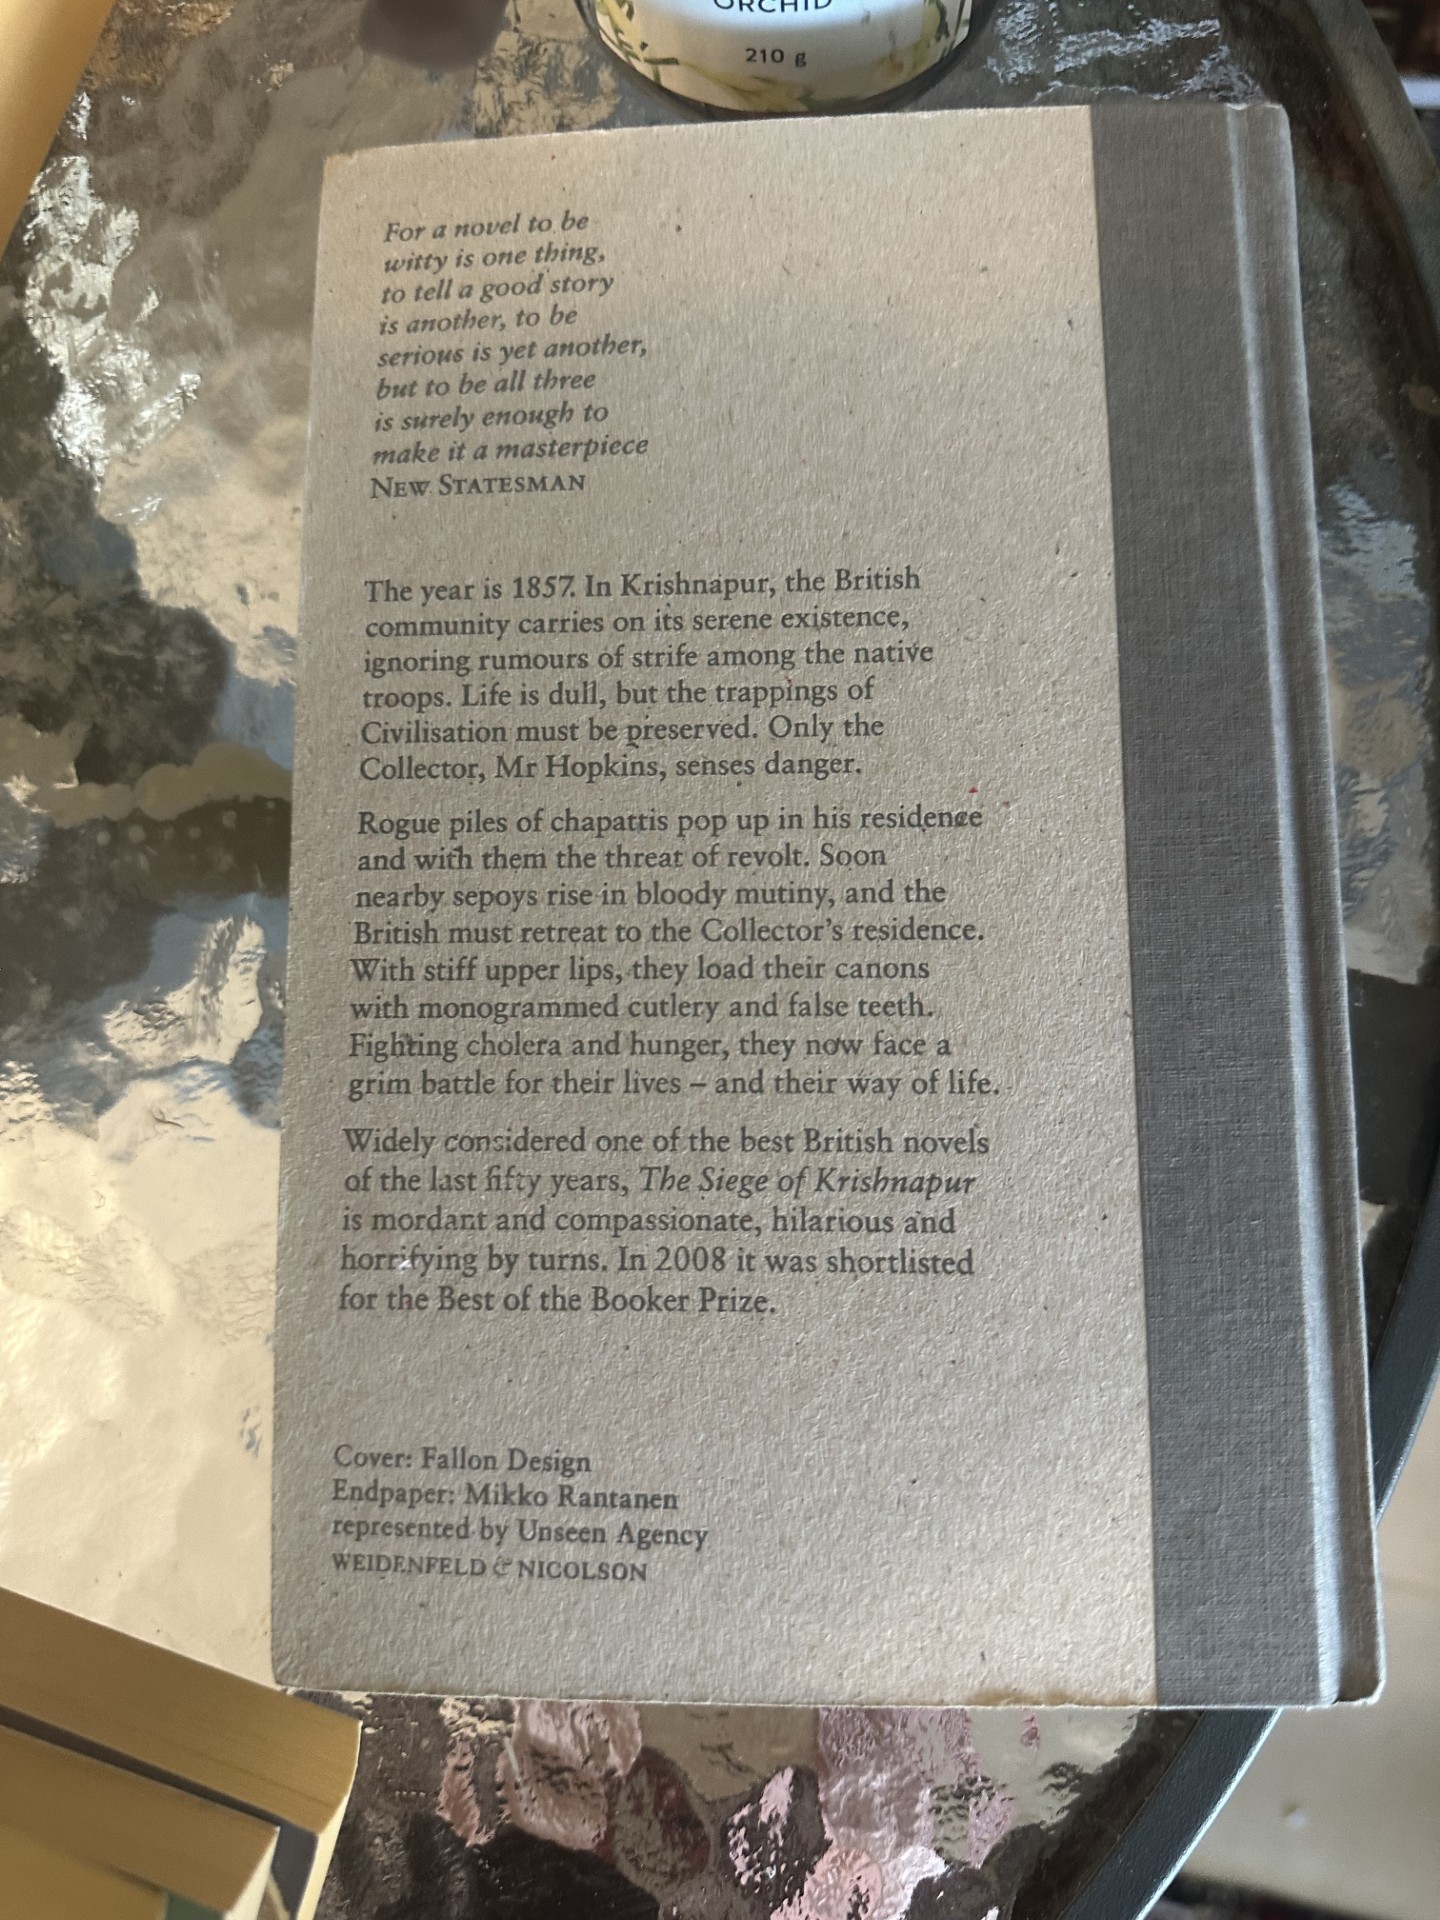 ORCHID
210 g
For a novel to be
witty is one thing,
to tell a good story
is another, to be
serious is yet another,
but to be all three
is surely enough to
make it a masterpiece
NEW STATESMAN
The year is 1857. In Krishnapur, the British
community carries on its serene existence,
ignoring rumours of strife among the native
troops. Life is dull, but the trappings of
Civilisation must be preserved. Only the
Collector, Mr Hopkins, senses danger.
Rogue piles of chapattis pop up in his residence
and with them the threat of revolt. Soon
nearby sepoys rise in bloody mutiny, and the
British must retreat to the Collector's residence.
With stiff upper lips, they load their canons
with monogrammed cutlery and false teeth.
Fighting cholera and hunger, they now face a
grim battle for their lives – and their way of life.
Widely considered one of the best British novels
of the last fifty years, The Siege of Krishnapur
is mordant and compassionate, hilarious and
horrifying by turns. In 2008 it was shortlisted
for the Best of the Booker Prize.
Cover: Fallon Design
Endpaper: Mikko Rantanen
represented by Unseen Agency
WEIDENFELD & NICOLSON